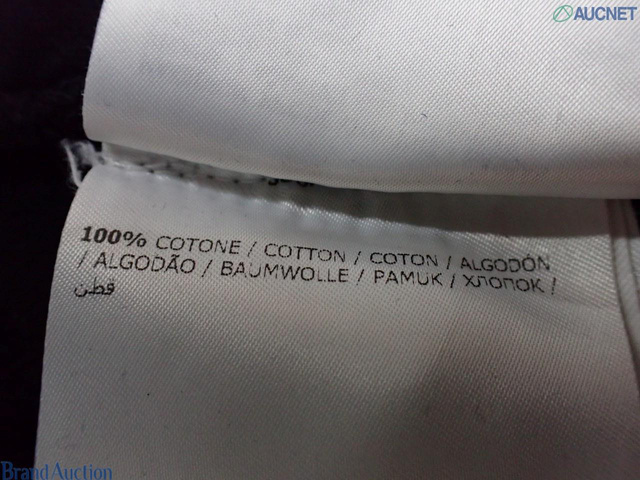 AUCNET
100% COTONE / COTTON / COTON / ALGODÓN
/ ALGODÃO / BAUMWOLLE / PAMUK / ХЛОПОК /
قطن
BRAND AUCTION